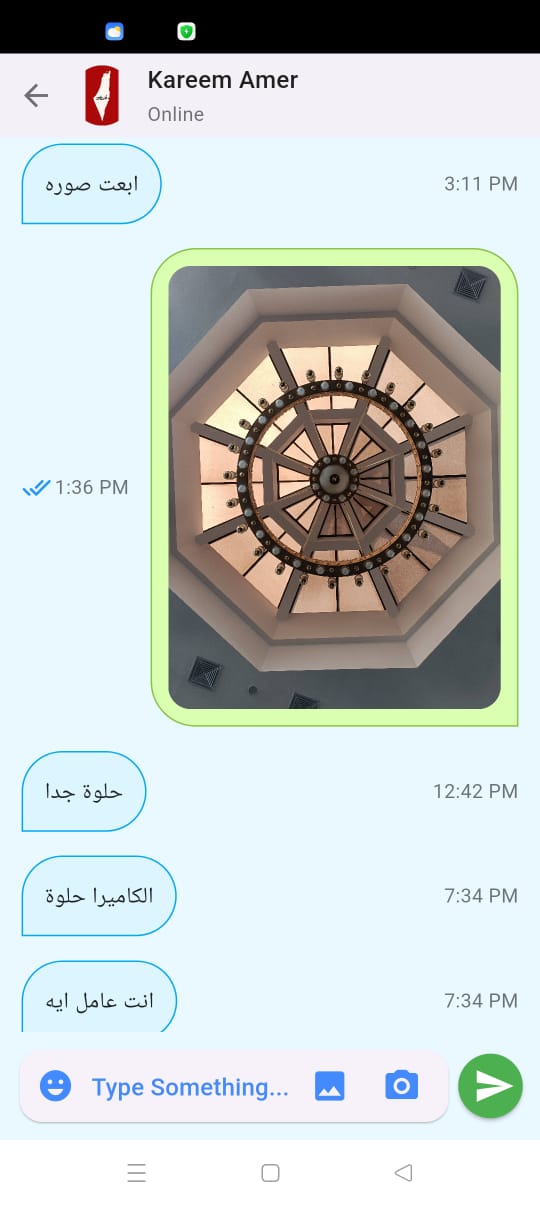 Kareem Amer
Online
ابعت صوره
3:11 PM
1:36 PM
حلوة جدا
12:42 PM
الكاميرا حلوة
7:34 PM
انت عامل ايه
7:34 PM
Type Something...